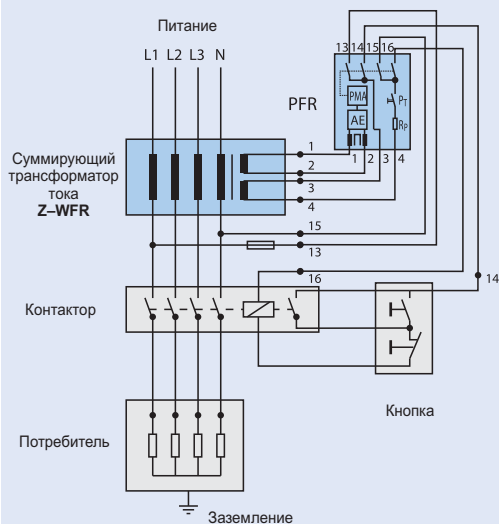 Питание
L1 L2 L3 N
13 14 15 16
PFR
PMA
AE
PT
RP
1 2 3 4
Суммирующий
трансформатор
тока
Z–WFR
1
2
3
4
15
13
16
14
Контактор
Кнопка
Потребитель
Заземление